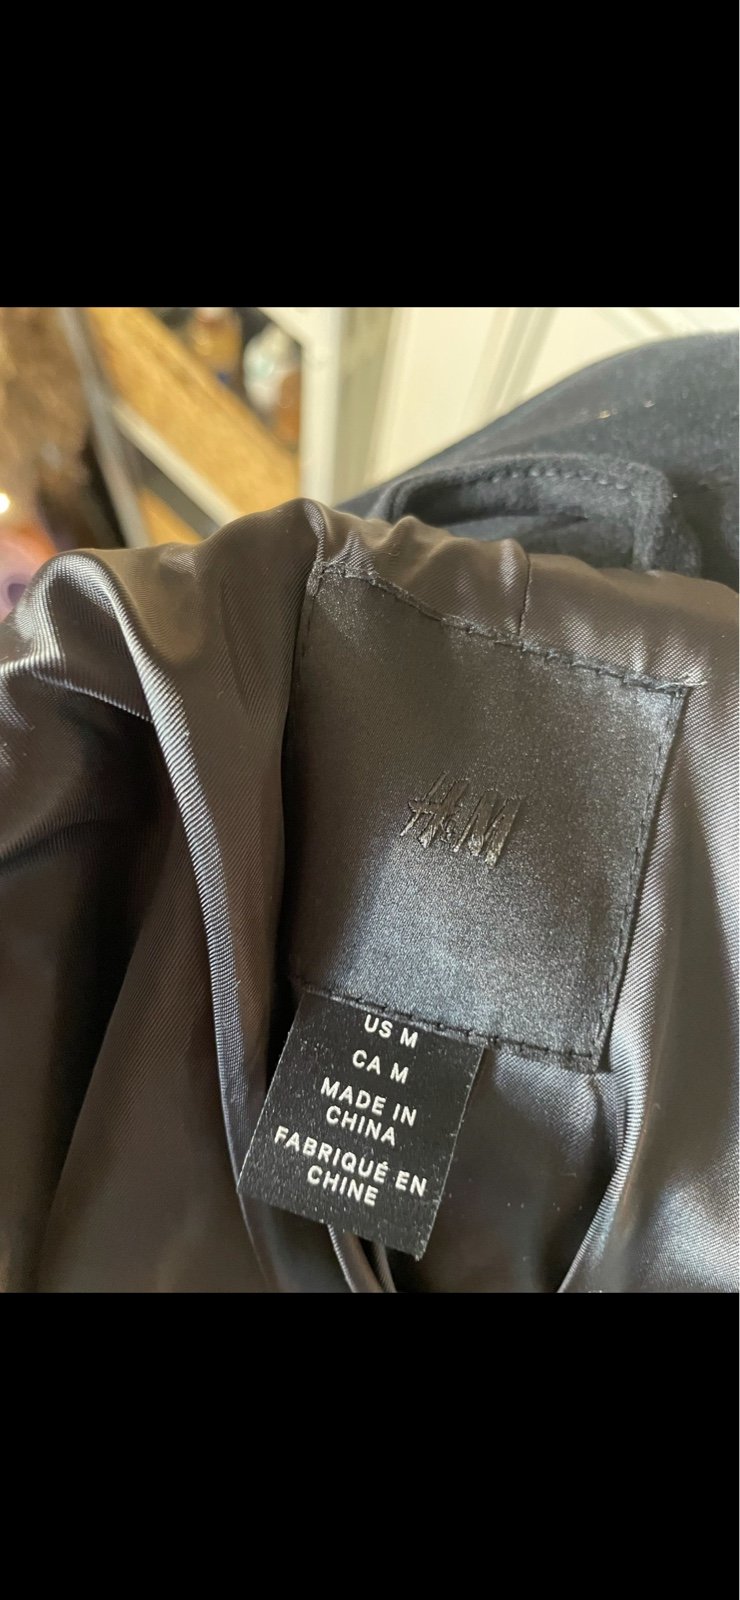 H&M
US M
CA M
MADE IN
CHINA
FABRIQUÉ EN
CHINE